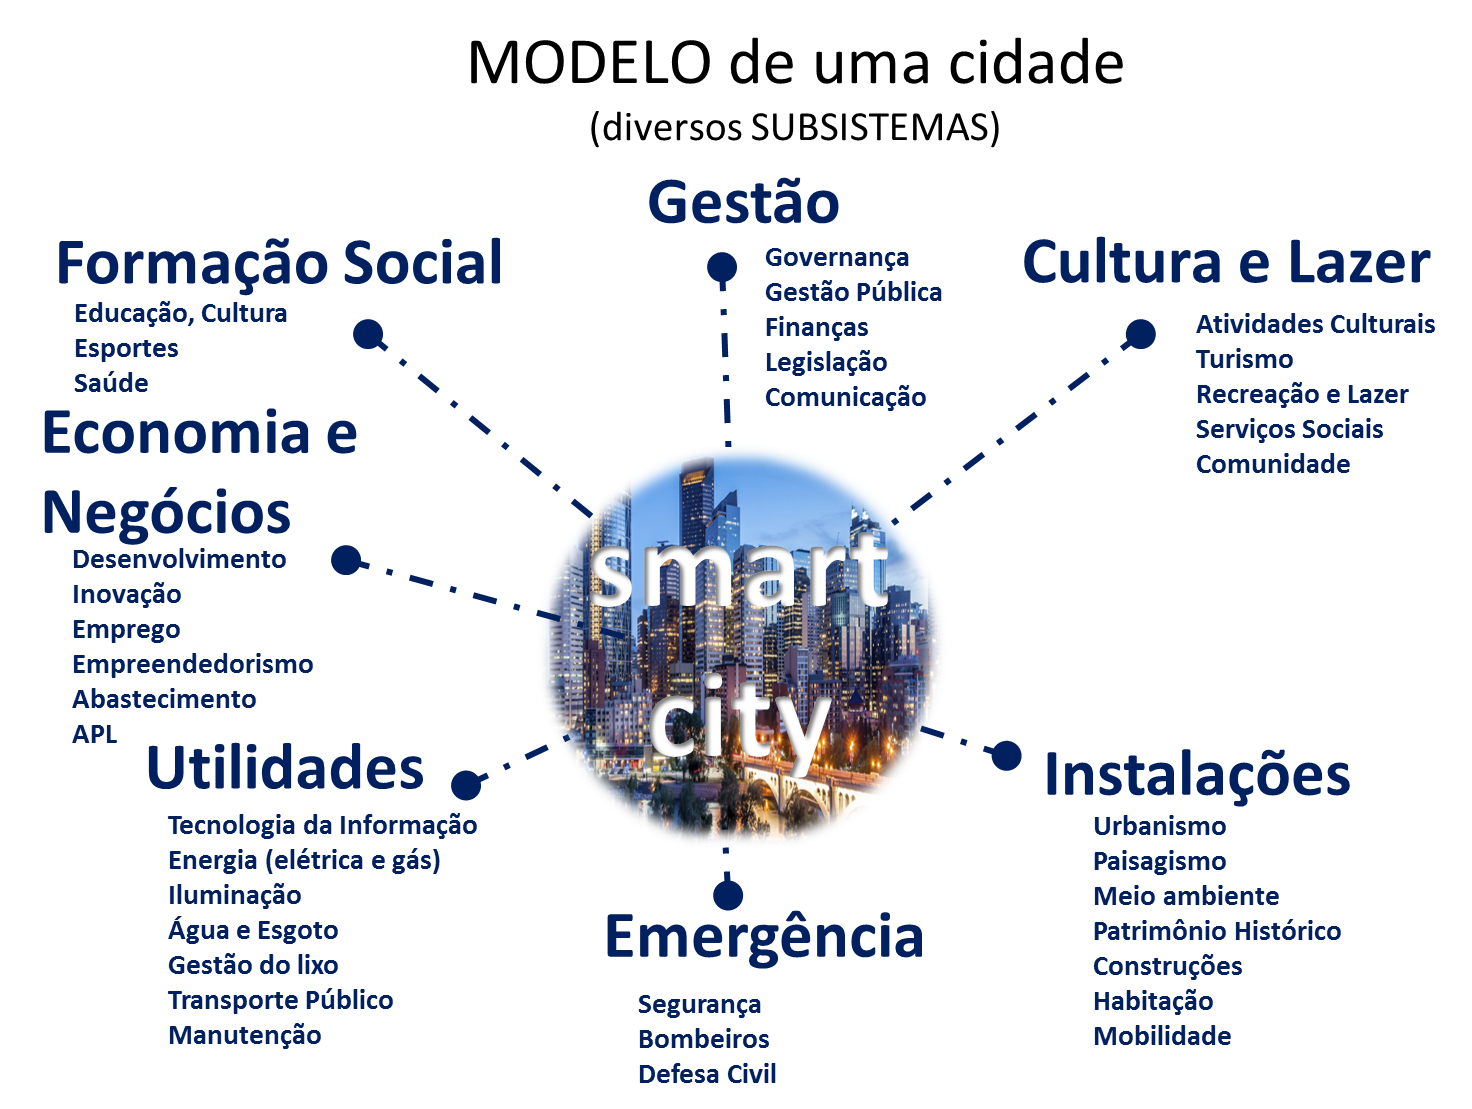 MODELO de uma cidade
(diversos SUBSISTEMAS)
Gestão
Governança
Gestão Pública
Finanças
Legislação
Comunicação
Formação Social
Educação, Cultura
Esportes
Saúde
Cultura e Lazer
Atividades Culturais
Turismo
Recreação e Lazer
Serviços Sociais
Comunidade
Economia e
Negócios
Desenvolvimento
Inovação
Emprego
Empreendedorismo
Abastecimento
APL
smart
city
Utilidades
Tecnologia da Informação
Energia (elétrica e gás)
Iluminação
Água e Esgoto
Gestão do lixo
Transporte Público
Manutenção
Emergência
Segurança
Bombeiros
Defesa Civil
Instalações
Urbanismo
Paisagismo
Meio ambiente
Patrimônio Histórico
Construções
Habitação
Mobilidade